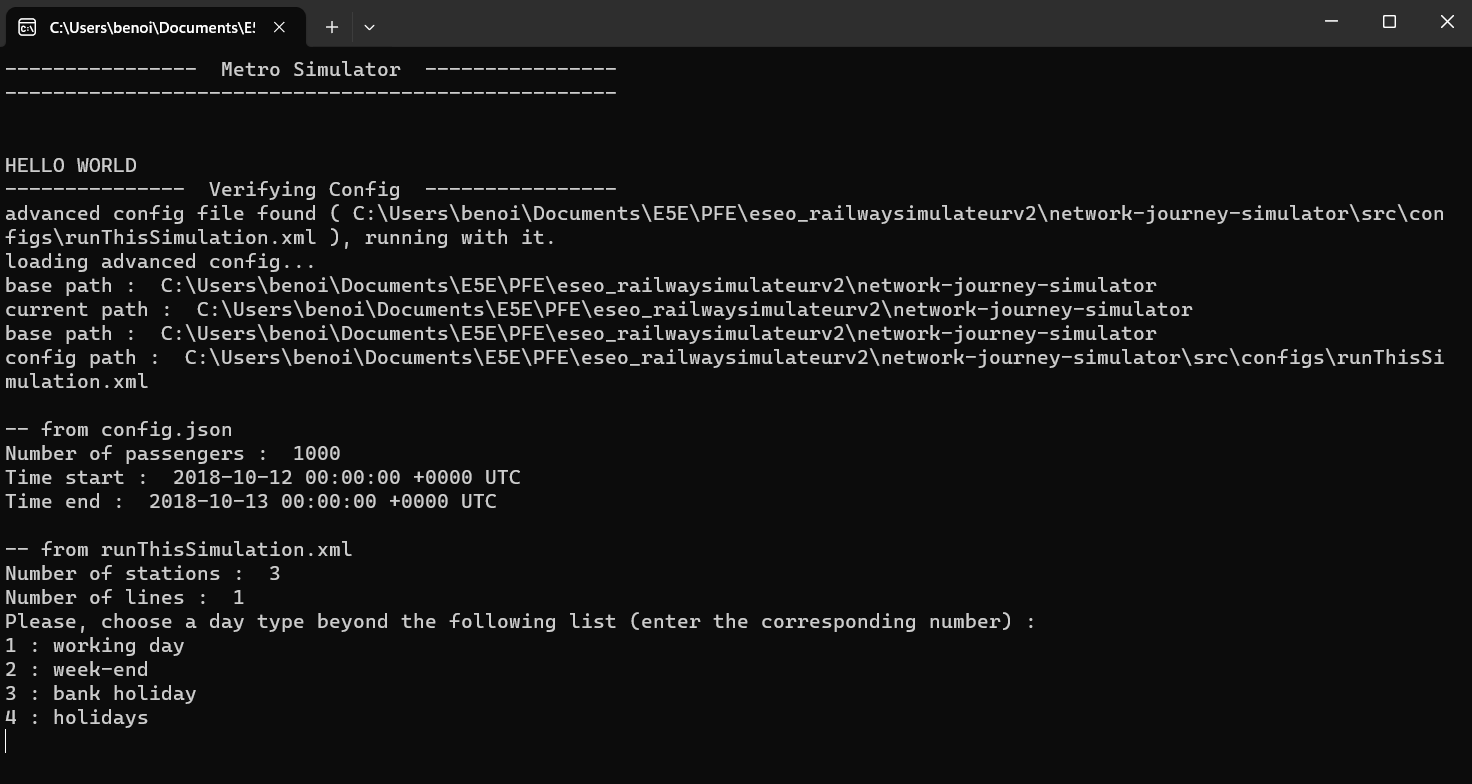 C:\Users\benoi\Documents\E!
----------------  Metro Simulator  ----------------
---------------------------------------------------
HELLO WORLD
---------------  Verifying Config  ----------------
advanced config file found ( C:\Users\benoi\Documents\E5E\PFE\eseo_railwaysimulateurv2\network-journey-simulator\src\con
figs\runThisSimulation.xml ), running with it.
loading advanced config...
base path :  C:\Users\benoi\Documents\E5E\PFE\eseo_railwaysimulateurv2\network-journey-simulator
current path :  C:\Users\benoi\Documents\E5E\PFE\eseo_railwaysimulateurv2\network-journey-simulator
base path :  C:\Users\benoi\Documents\E5E\PFE\eseo_railwaysimulateurv2\network-journey-simulator
config path :  C:\Users\benoi\Documents\E5E\PFE\eseo_railwaysimulateurv2\network-journey-simulator\src\configs\runThisSi
mulation.xml
-- from config.json
Number of passengers :  1000
Time start :  2018-10-12 00:00:00 +0000 UTC
Time end :  2018-10-13 00:00:00 +0000 UTC
-- from runThisSimulation.xml
Number of stations :  3
Number of lines :  1
Please, choose a day type beyond the following list (enter the corresponding number) :
1 : working day
2 : week-end
3 : bank holiday
4 : holidays